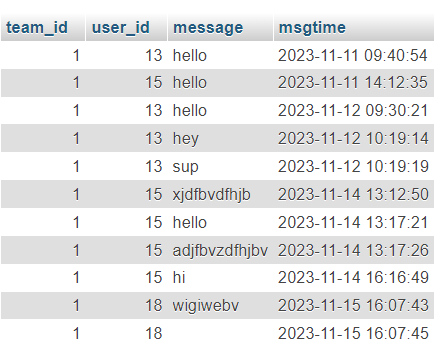 team_id user_id message msgtime
1 13 hello 2023-11-11 09:40:54
1 15 hello 2023-11-11 14:12:35
1 13 hello 2023-11-12 09:30:21
1 13 hey 2023-11-12 10:19:14
1 13 sup 2023-11-12 10:19:19
1 15 xjdfbvdfhjb 2023-11-14 13:12:50
1 15 hello 2023-11-14 13:17:21
1 15 adjfbvzdfhjbv 2023-11-14 13:17:26
1 15 hi 2023-11-14 16:16:49
1 18 wigiwebv 2023-11-15 16:07:43
1 18 2023-11-15 16:07:45